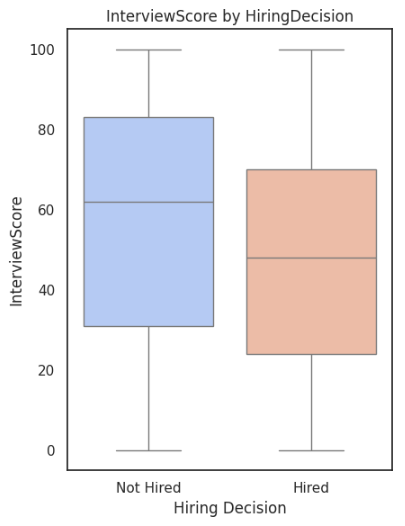 InterviewScore by HiringDecision
InterviewScore
100
80
60
40
20
0
Not Hired
Hired
Hiring Decision